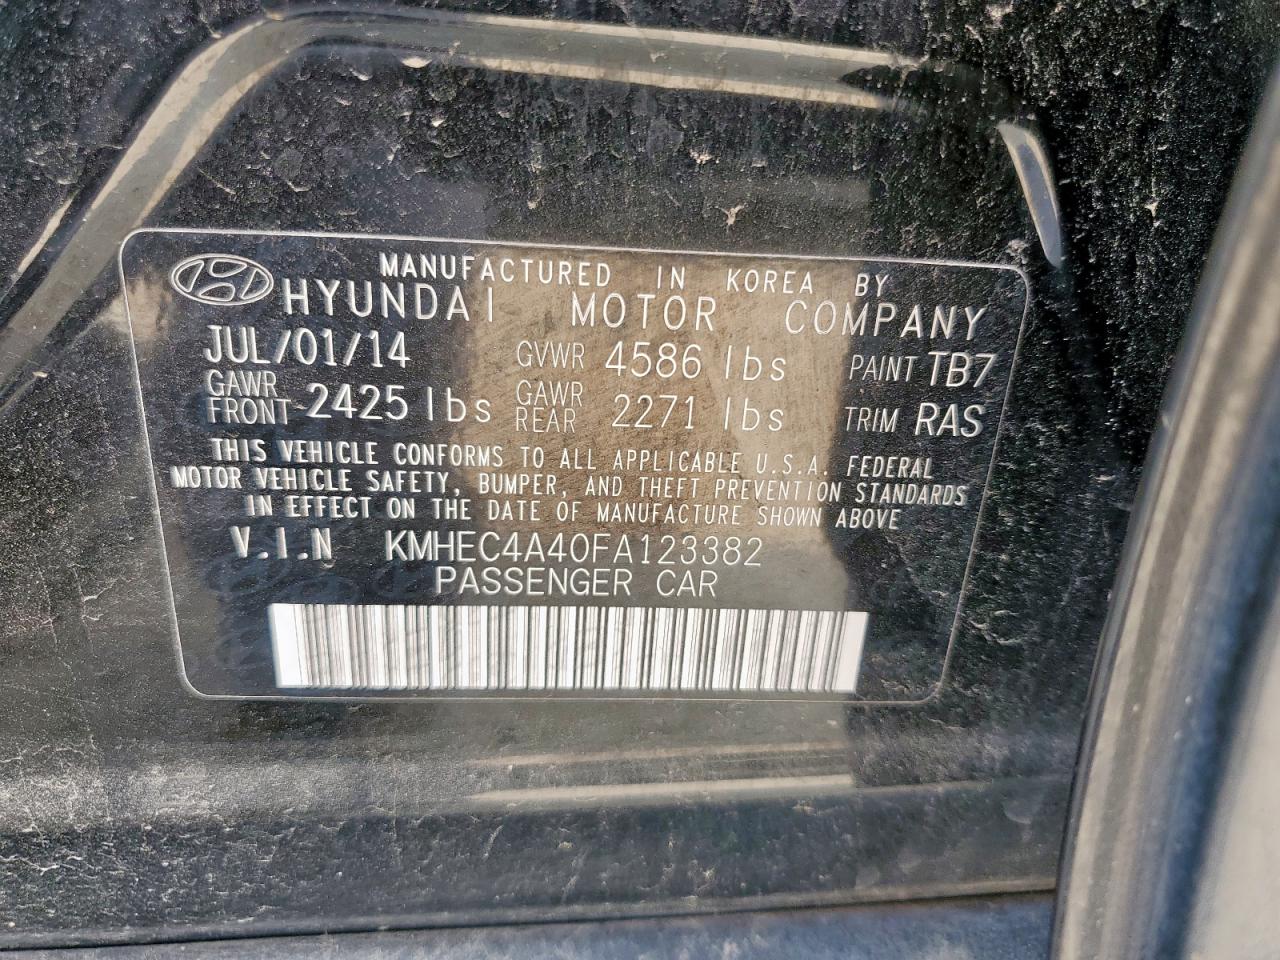 MANUFACTURED IN KOREA BY
HYUNDAI MOTOR COMPANY
JUL/01/14 GVWR 4586 lbs PAINT TB7
GAWR FRONT 2425 lbs GAWR REAR 2271 lbs TRIM RAS
THIS VEHICLE CONFORMS TO ALL APPLICABLE U.S.A. FEDERAL
MOTOR VEHICLE SAFETY, BUMPER, AND THEFT PREVENTION STANDARDS
IN EFFECT ON THE DATE OF MANUFACTURE SHOWN ABOVE
V.I.N KMHEC4A40FA123382
PASSENGER CAR